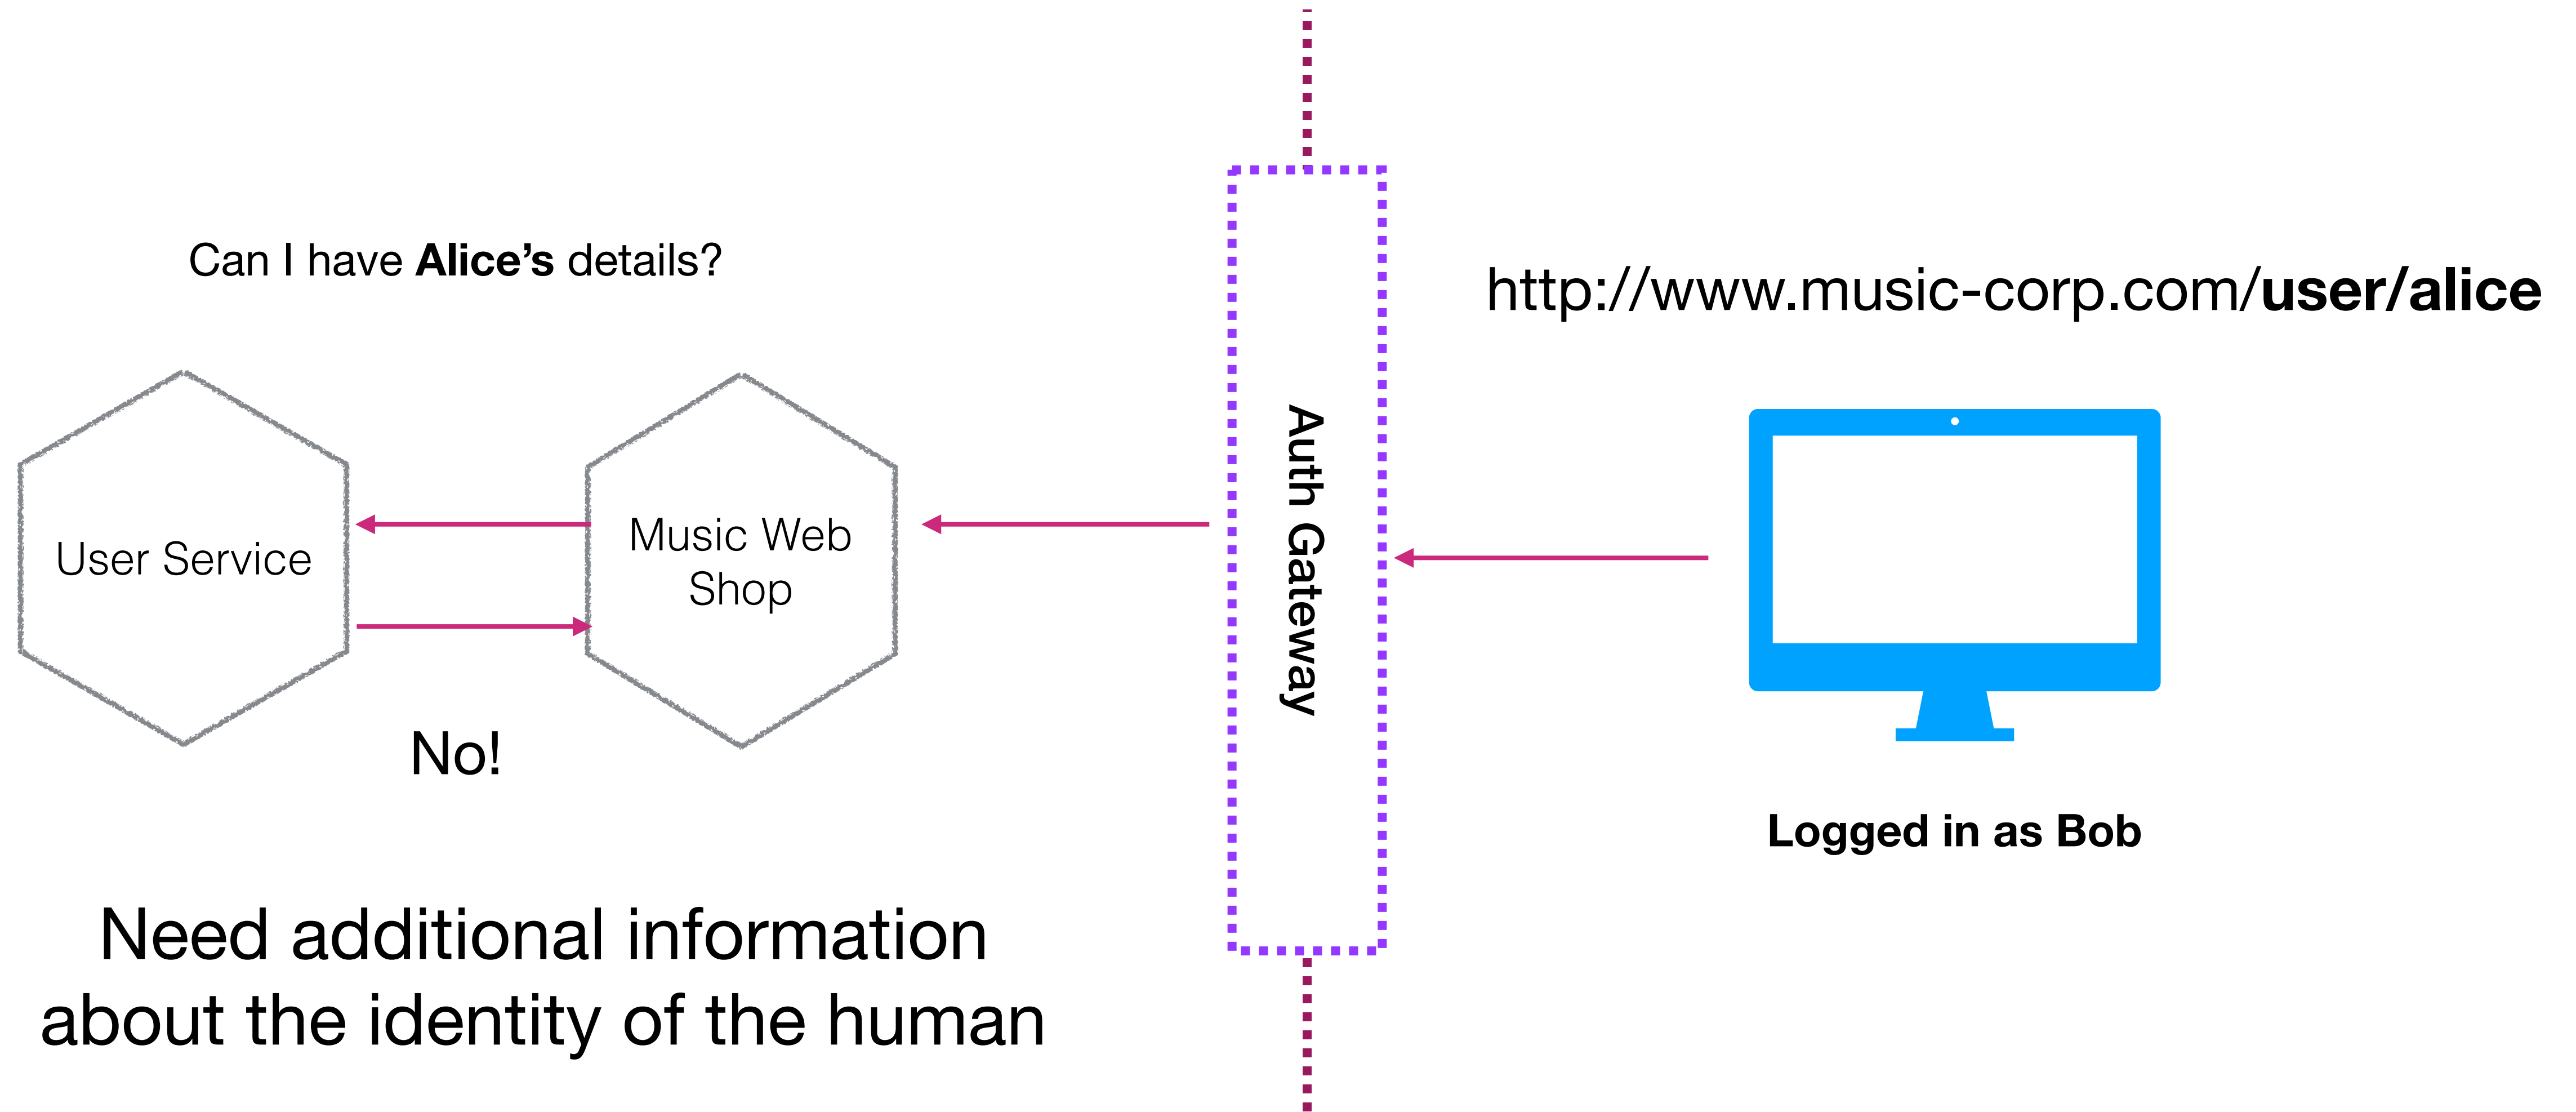 Can I have Alice’s details?
http://www.music-corp.com/user/alice
User Service
Music Web
Shop
Auth Gateway
No!
Logged in as Bob
Need additional information
about the identity of the human